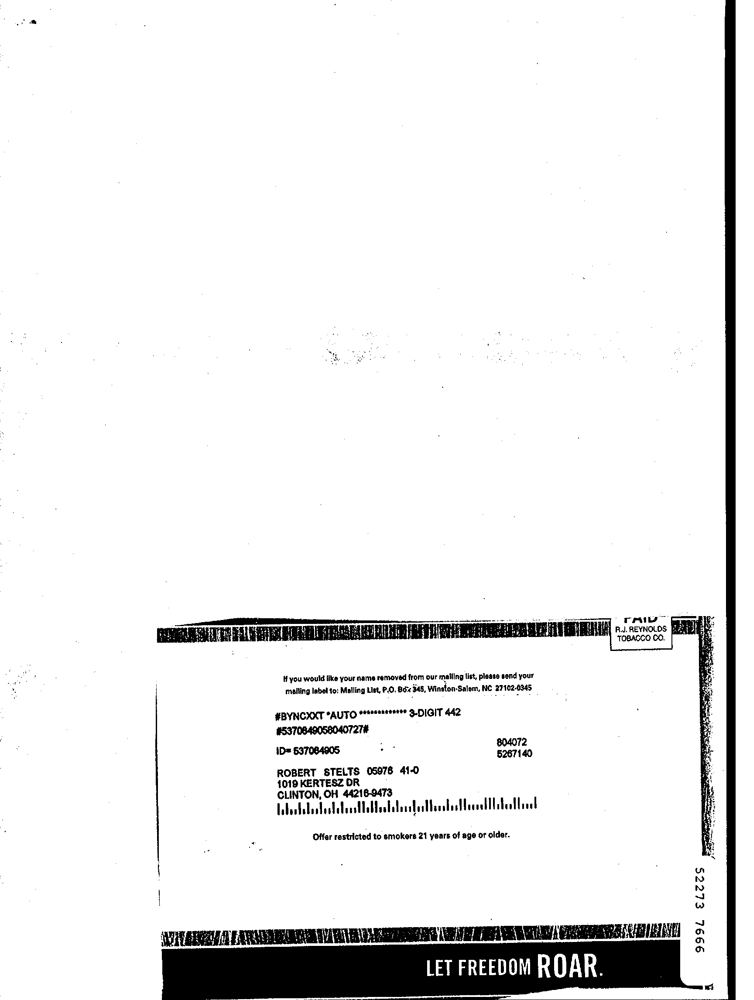 PAID
R.J. REYNOLDS
TOBACCO CO.
If you would like your name removed from our mailing list, please send your
mailing label to: Mailing List, P.O. Box 345, Winston-Salem, NC 27102-0345
#BYNCXXT *AUTO ************* 3-DIGIT 442
#5370849058040727#
ID= 537084905
804072
5267140
ROBERT STELTS 05976 41-0
1019 KERTESZ DR
CLINTON, OH 44216-9473
Offer restricted to smokers 21 years of age or older.
52273 7666
LET FREEDOM ROAR.